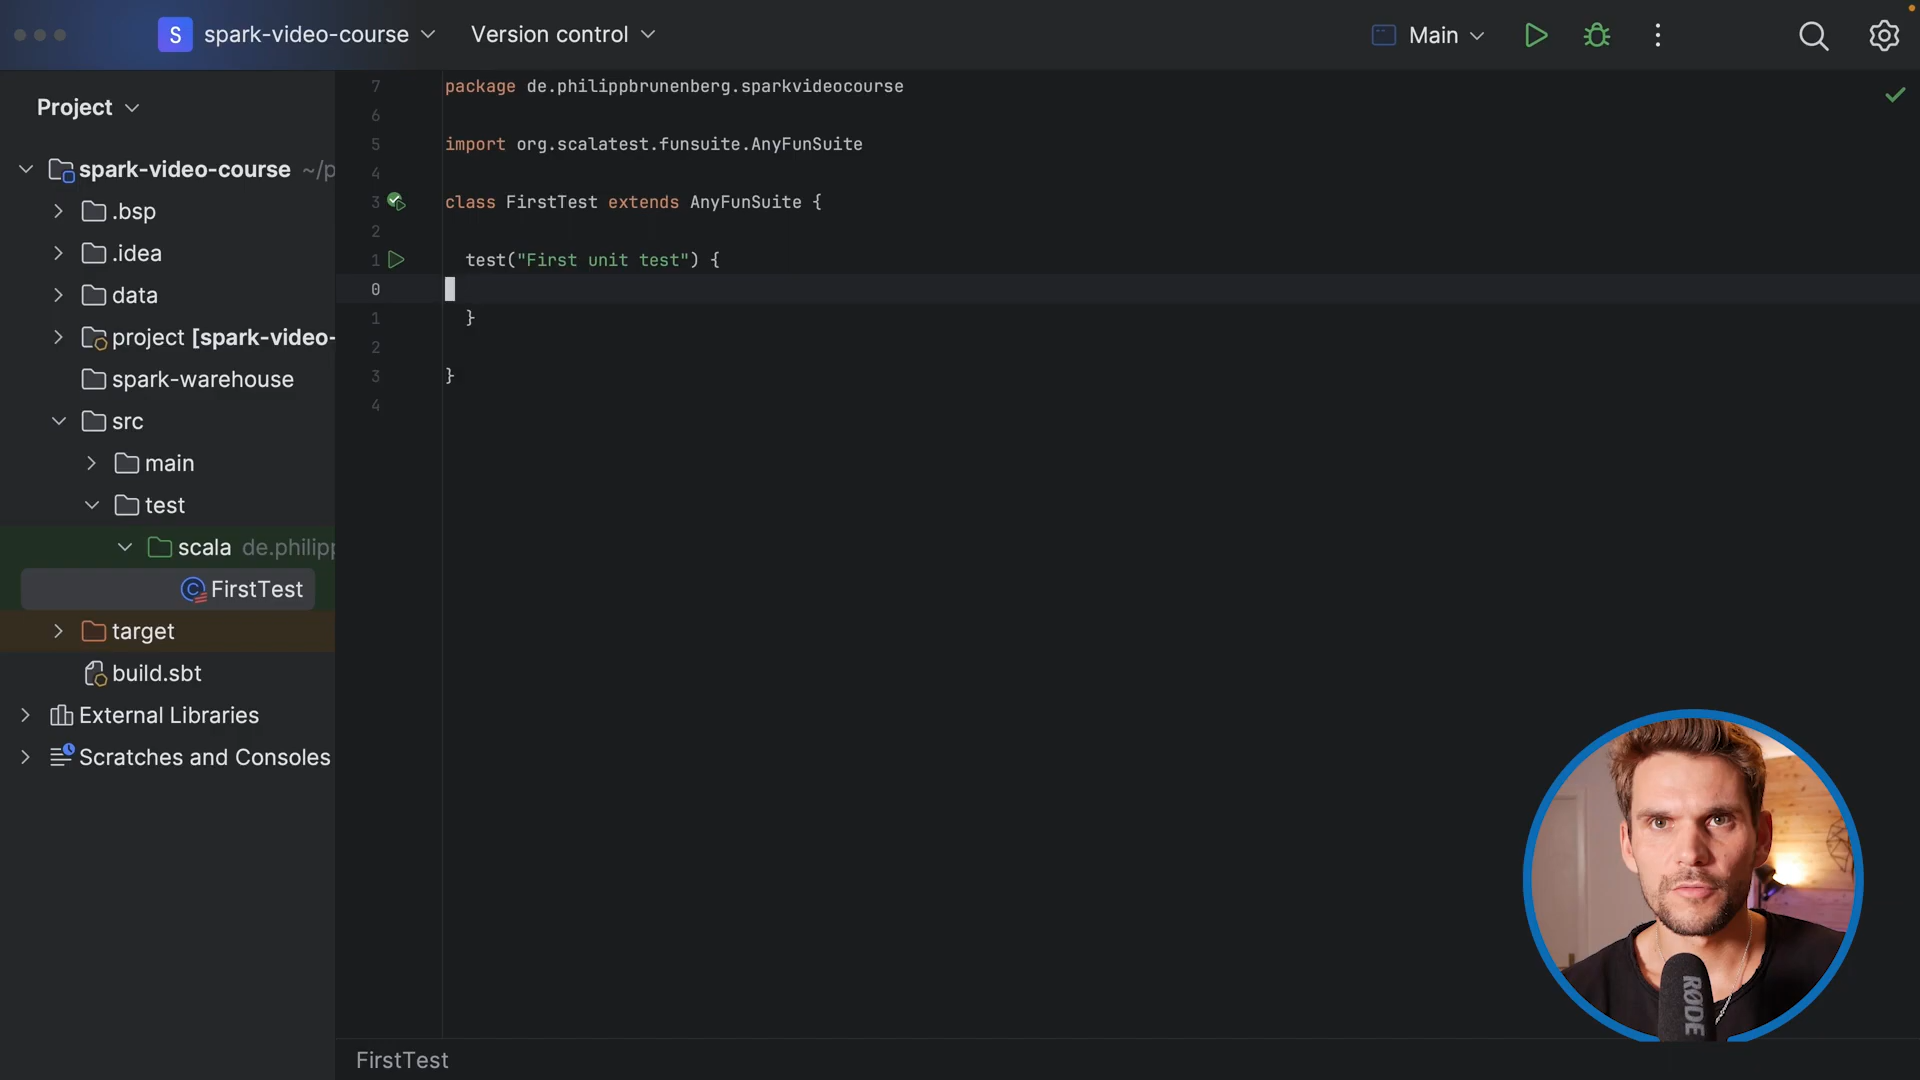 S spark-video-course Version control Main
Project
spark-video-course ~/p
.bsp
.idea
data
project [spark-video-
spark-warehouse
src
main
test
scala de.philipp
FirstTest
target
build.sbt
External Libraries
Scratches and Consoles
7 package de.philippbrunenberg.sparkvideocourse
6
5 import org.scalatest.funsuite.AnyFunSuite
4
3 class FirstTest extends AnyFunSuite {
2
1 test("First unit test") {
0
1 }
2
3 }
4
RØDE
FirstTest